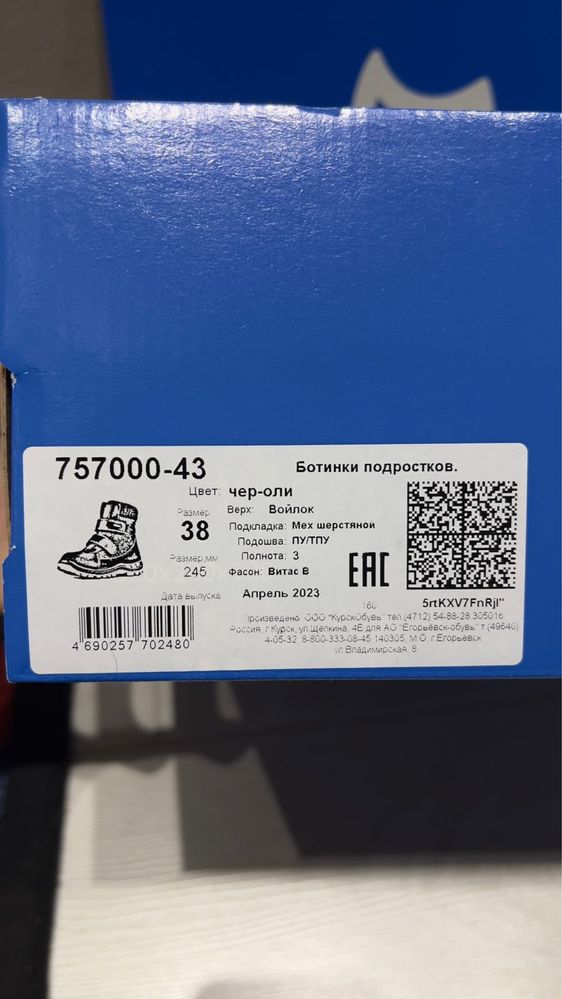 757000-43
Ботинки подростков.
Цвет: чер-оли
Размер
38
Верх: Войлок
Подкладка: Мех шерстяной
Подошва: ПУ/ТПУ
Размер,мм
245
Полнота: 3
Фасон: Витас В
EAC
5rtKXV7FnRjI"
Дата выпуска
Апрель 2023
160
4 690257 702480
Произведено ООО "КурскОбувь" тел.(4712) 54-88-28 305016
Россия, г.Курск, ул.Щепкина, 4Е для АО "Егорьевск-обувь" т.(49640)
4-05-32, 8-800-333-08-45 140305, М.О. г.Егорьевск
ул.Владимирская, 8